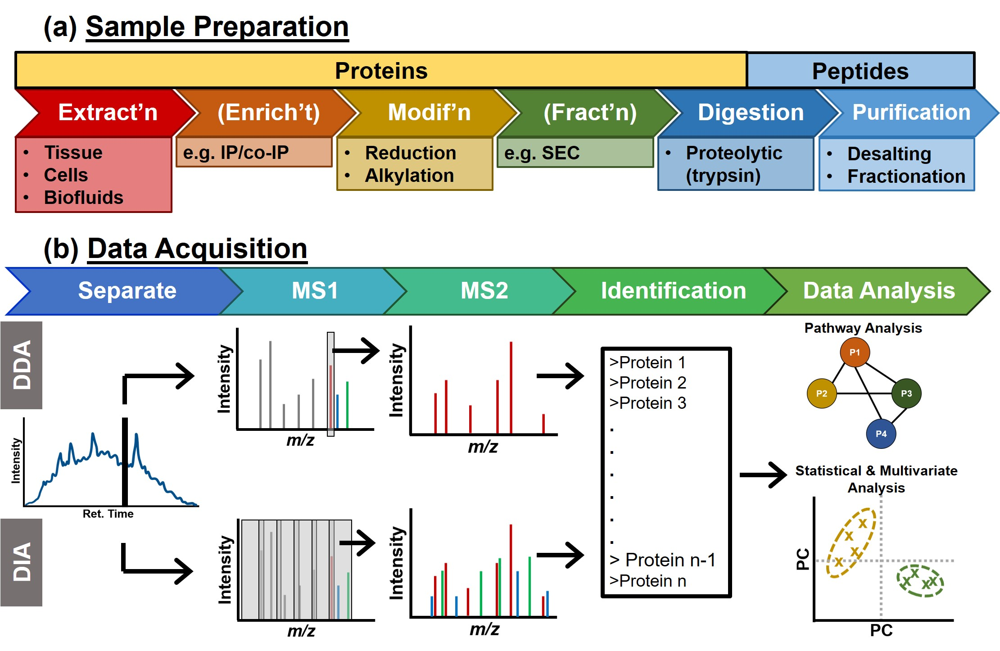 (a) Sample Preparation
Proteins
Peptides
Extract’n
(Enrich’t)
Modif’n
(Fract’n)
Digestion
Purification
• Tissue
• Cells
• Biofluids
e.g. IP/co-IP
• Reduction
• Alkylation
e.g. SEC
• Proteolytic
(trypsin)
• Desalting
• Fractionation
(b) Data Acquisition
Separate
MS1
MS2
Identification
Data Analysis
DDA
Intensity
Ret. Time
DIA
Intensity
m/z
Intensity
m/z
Intensity
m/z
Intensity
m/z
>Protein 1
>Protein 2
>Protein 3
.
.
.
.
.
.
> Protein n-1
>Protein n
Pathway Analysis
P1
P2
P3
P4
Statistical & Multivariate
Analysis
PC
x
x
x
x
x
x
x
x
PC